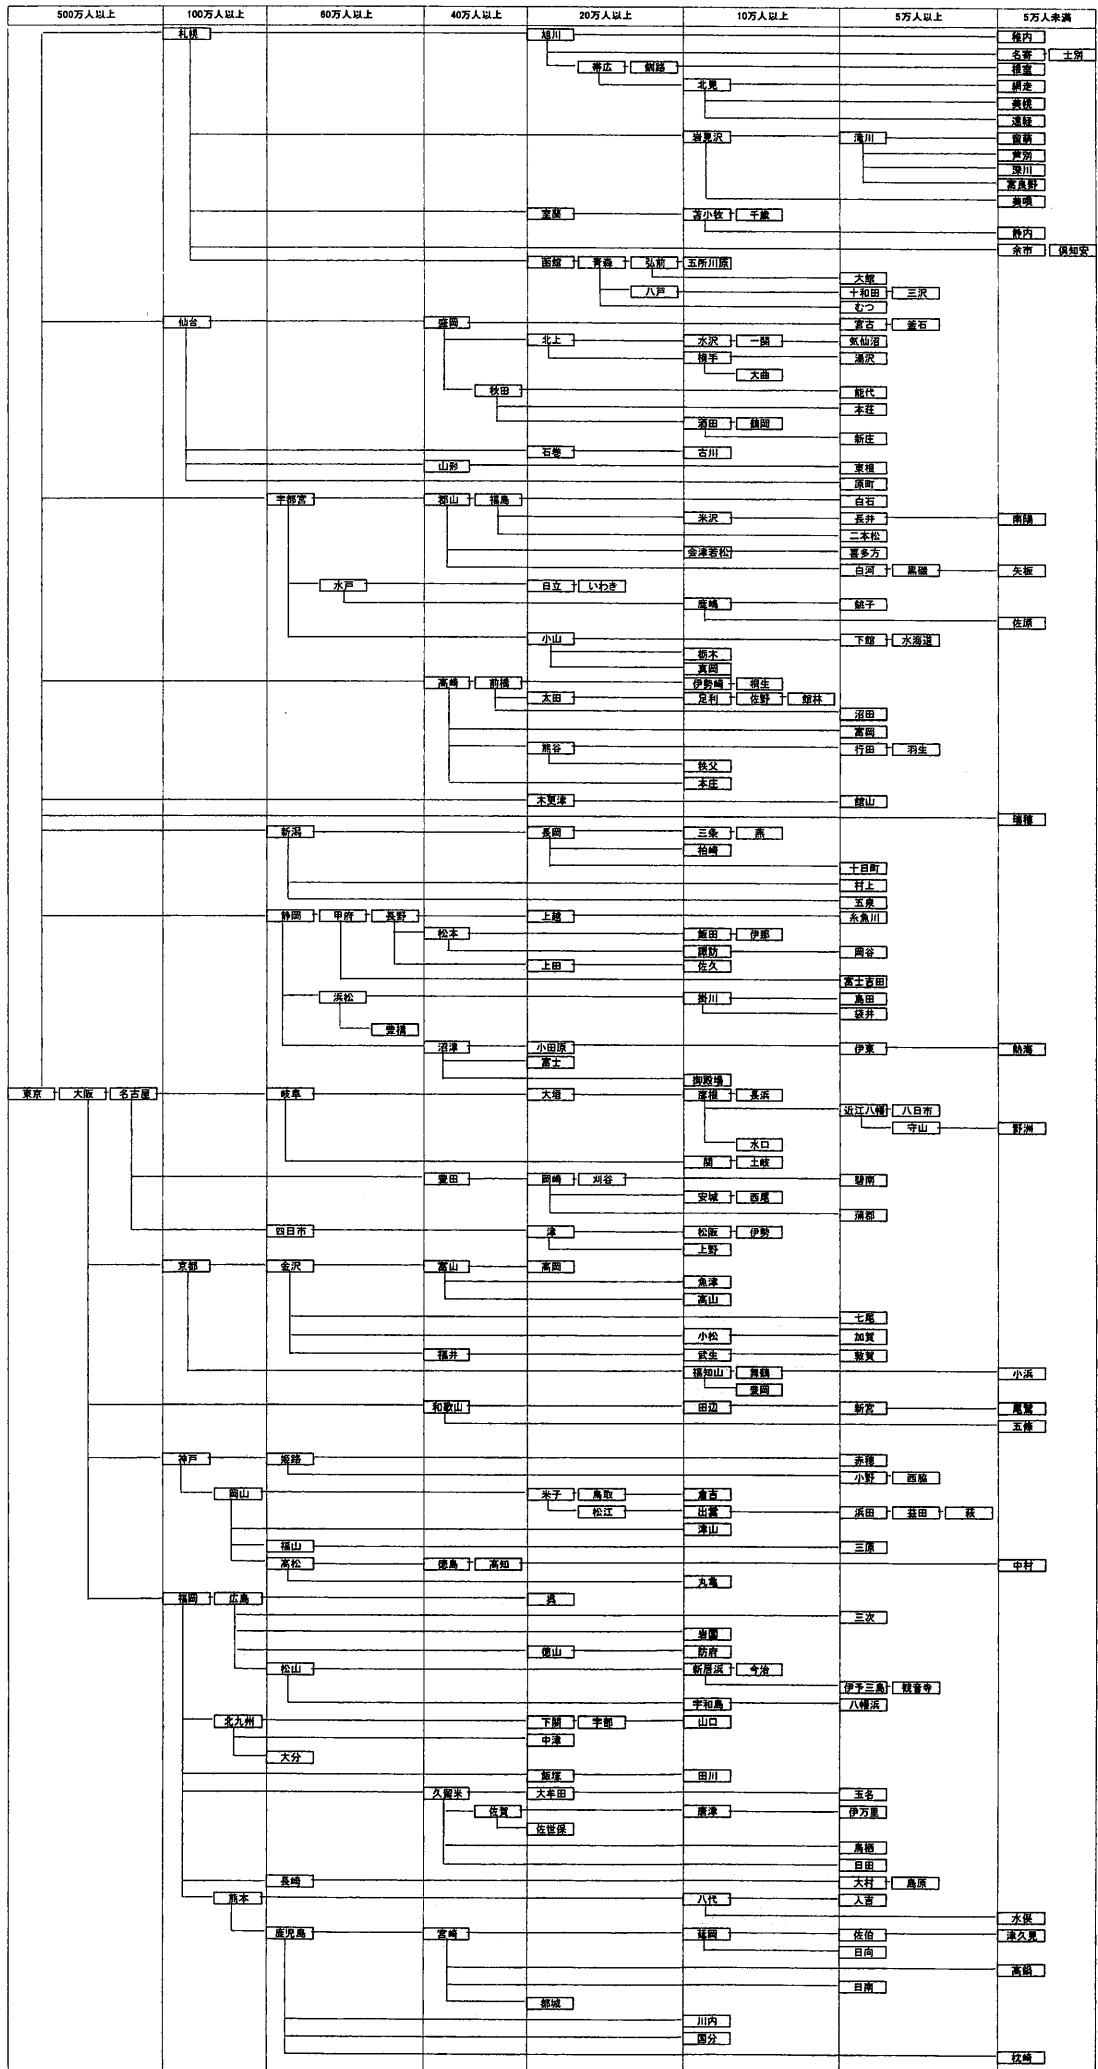 500万人以上 100万人以上 60万人以上 40万人以上 20万人以上 10万人以上 5万人以上 5万人未満
札幌 旭川 稚内
名寄 士別
帯広 釧路 根室
北見 網走
美幌
遠軽
岩見沢 滝川 留萌
芦別
深川
富良野
美唄
室蘭 苫小牧 千歳
静内
余市 倶知安
函館 青森 弘前 五所川原
大館
八戸 十和田 三沢
むつ
仙台 盛岡 宮古 釜石
北上 水沢 一関 気仙沼
横手 湯沢
大曲
秋田 能代
本荘
酒田 鶴岡
新庄
石巻 古川
山形 東根
原町
宇都宮 郡山 福島 白石
米沢 長井 南陽
二本松
会津若松 喜多方
白河 黒磯 矢板
水戸 日立 いわき
鹿嶋 銚子
佐原
小山 下館 水海道
栃木
真岡
高崎 前橋 伊勢崎 桐生
太田 足利 佐野 館林
沼田
富岡
熊谷 行田 羽生
秩父
本庄
木更津 館山
瑞穂
新潟 長岡 三条 燕
柏崎
十日町
村上
五泉
静岡 甲府 長野 上越 糸魚川
松本 飯田 伊那
諏訪 岡谷
上田 佐久
富士吉田
浜松 掛川 島田
袋井
豊橋
沼津 小田原 伊東 熱海
富士
御殿場
東京 大阪 名古屋 岐阜 大垣 彦根 長浜
近江八幡 八日市
守山 野洲
水口
関 土岐
豊田 岡崎 刈谷 碧南
安城 西尾
蒲郡
四日市 津 松阪 伊勢
上野
京都 金沢 富山 高岡
魚津
高山
七尾
小松 加賀
福井 武生 敦賀
福知山 舞鶴 小浜
豊岡
和歌山 田辺 新宮 尾鷲
五條
神戸 姫路 赤穂
小野 西脇
岡山 米子 鳥取 倉吉
松江 出雲 浜田 益田 萩
津山
福山 三原
高松 徳島 高知 中村
丸亀
福岡 広島 呉
三次
岩国
徳山 防府
松山 新居浜 今治
伊予三島 観音寺
宇和島 八幡浜
北九州 下関 宇部 山口
中津
大分
飯塚 田川
久留米 大牟田 玉名
佐賀 唐津 伊万里
佐世保
鳥栖
日田
長崎 大村 島原
熊本 八代 人吉
水俣
鹿児島 宮崎 延岡 佐伯 津久見
日向
高鍋
日南
都城
川内
国分
枕崎